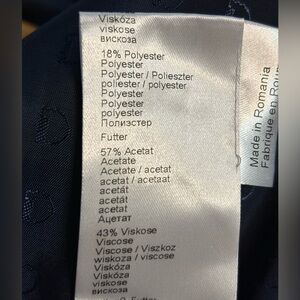 Viskóza
viskose
вискоза
18% Polyester
Polyester
Polyester / Poliészter
poliester / polyester
Polyester
Polyester
polyester
Полиэстер
Futter
57% Acetat
Acetate
Acetate / acetat
acetat / acetaat
acetát
acetát
acetat
Ацетат
43% Viskose
Viscose
Viscose / Viszkoz
wiskoza / viscose
Viskóza
Viskóza
viskose
вискоза
Made in Romania
Fabriqué en